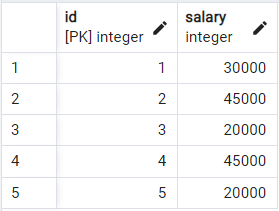 id salary
[PK] integer integer
1 1 30000
2 2 45000
3 3 20000
4 4 45000
5 5 20000